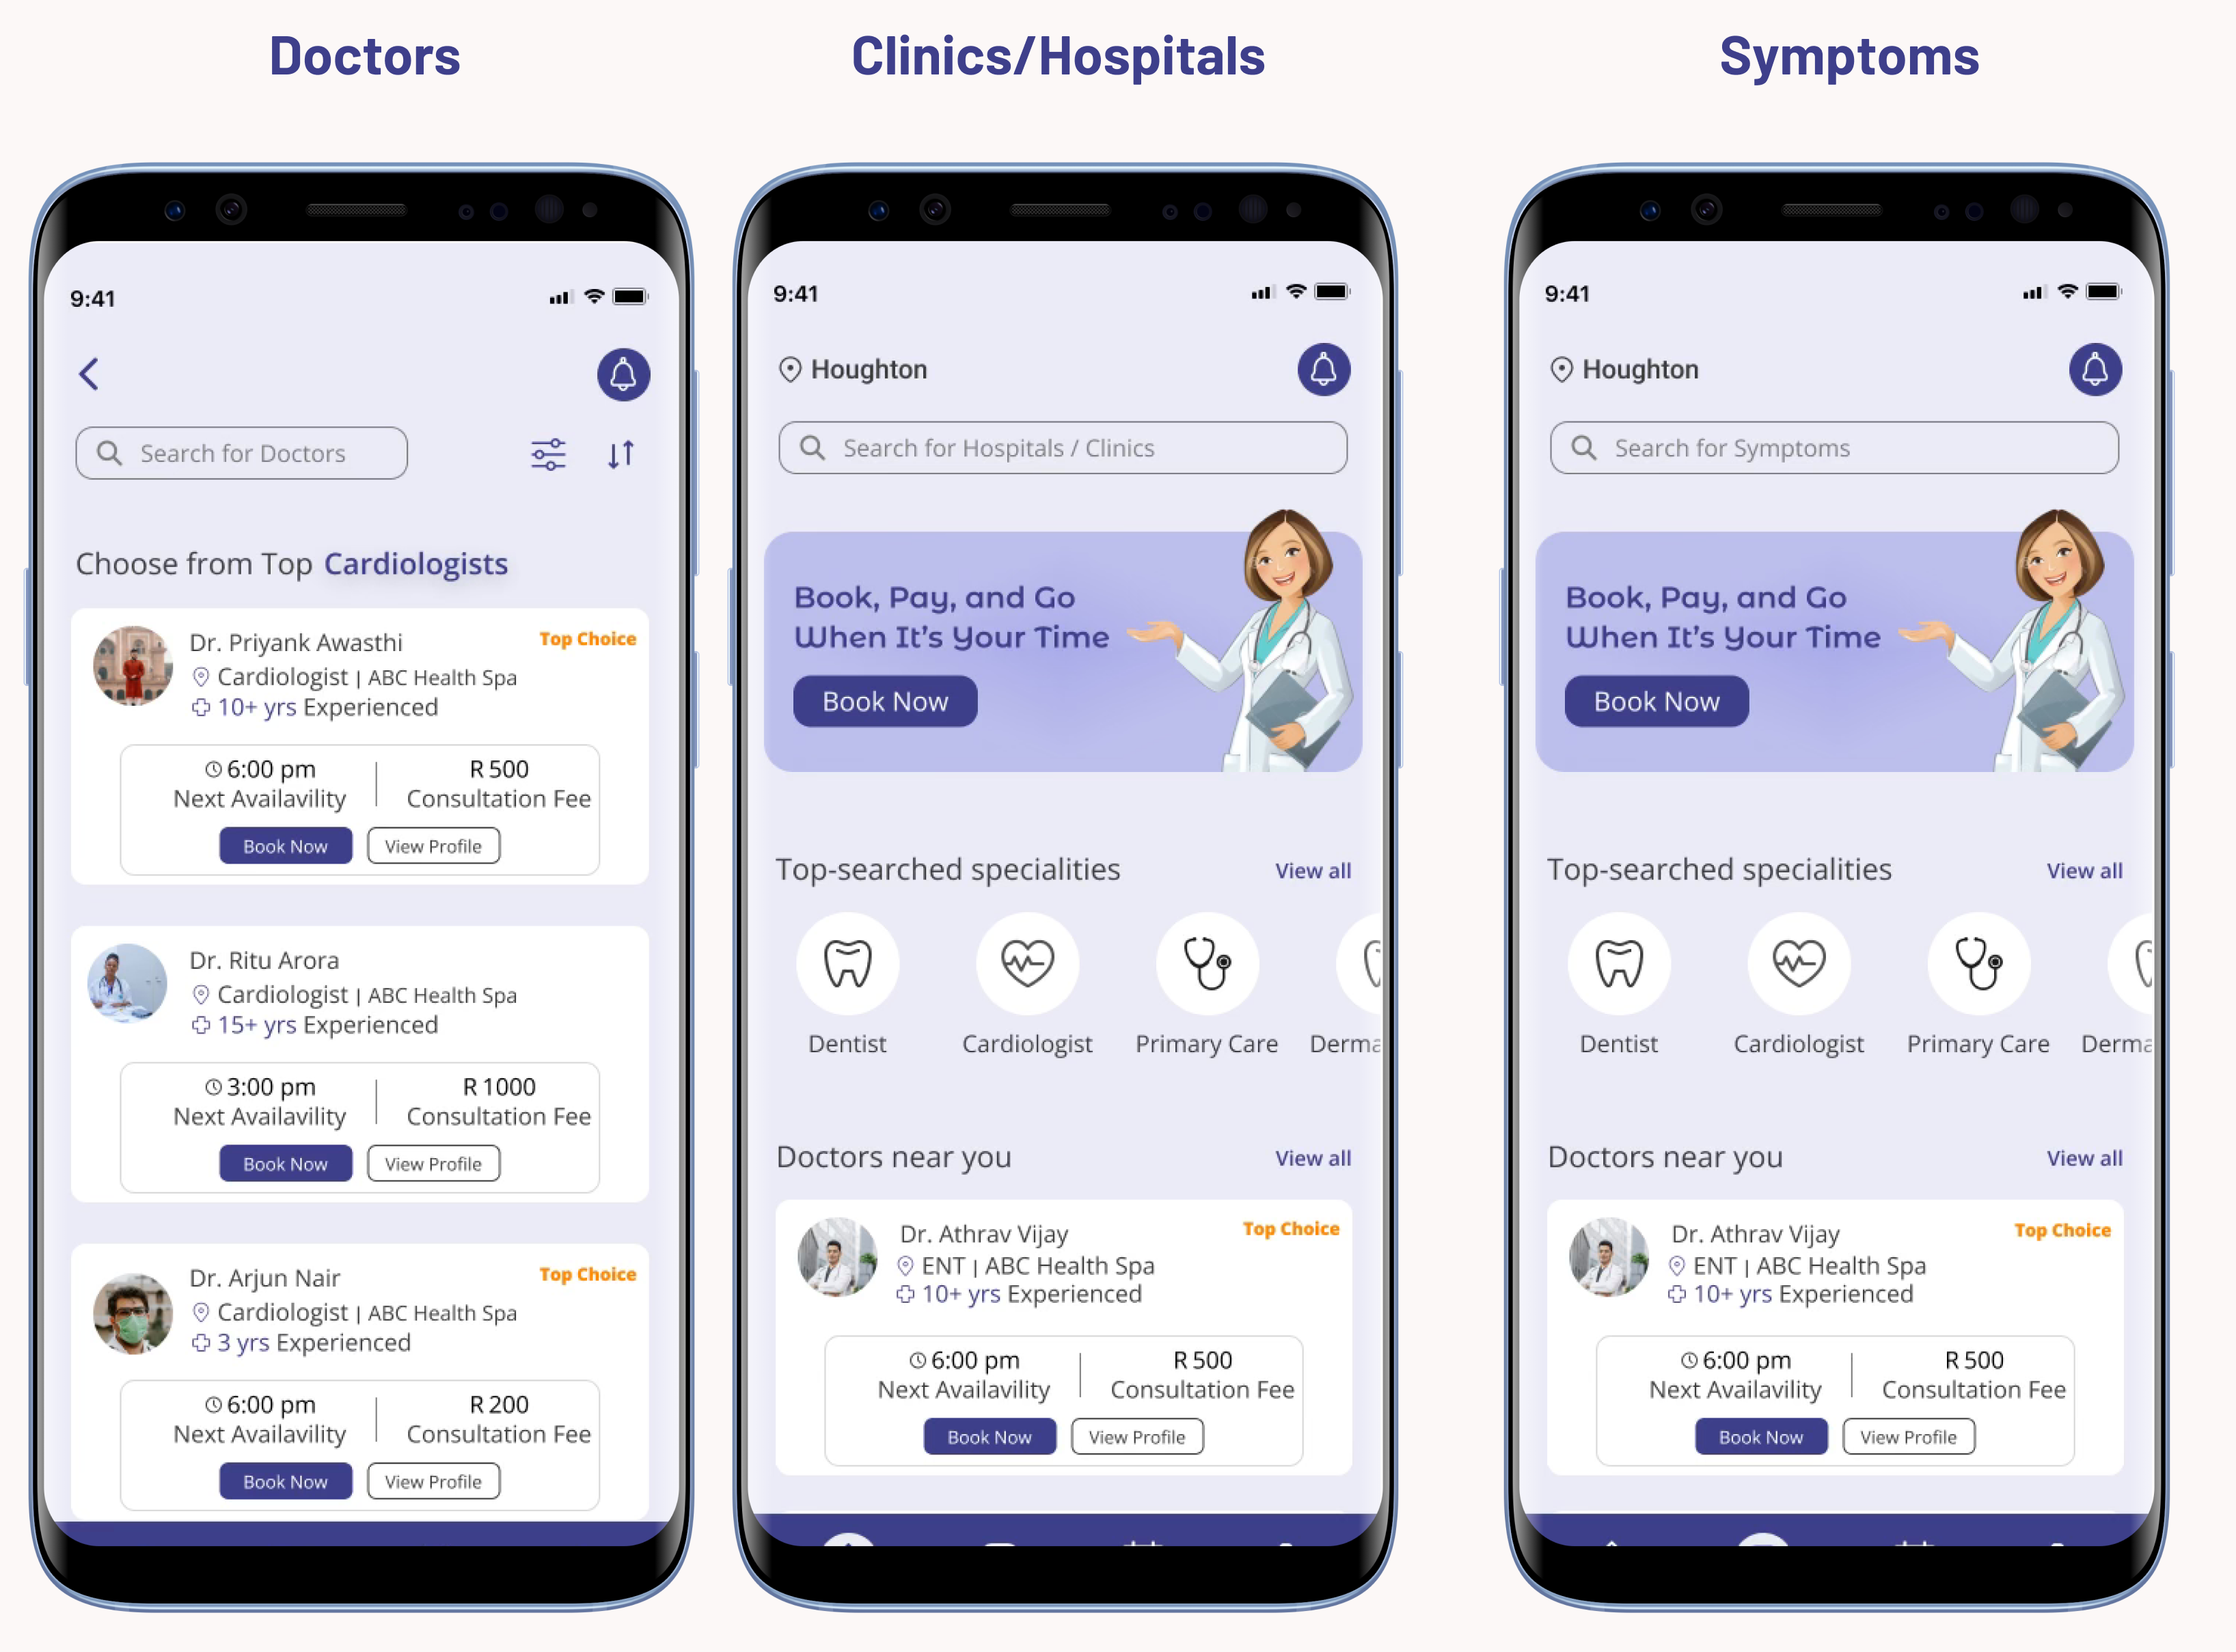 Doctors
9:41
Search for Doctors
Choose from Top Cardiologists
Dr. Priyank Awasthi
Top Choice
Cardiologist | ABC Health Spa
10+ yrs Experienced
6:00 pm
R 500
Next Availavility
Consultation Fee
Book Now
View Profile
Dr. Ritu Arora
Cardiologist | ABC Health Spa
15+ yrs Experienced
3:00 pm
R 1000
Next Availavility
Consultation Fee
Book Now
View Profile
Dr. Arjun Nair
Top Choice
Cardiologist | ABC Health Spa
3 yrs Experienced
6:00 pm
R 200
Next Availavility
Consultation Fee
Book Now
View Profile
Clinics/Hospitals
9:41
Houghton
Search for Hospitals / Clinics
Book, Pay, and Go
When It's Your Time
Book Now
Top-searched specialities
View all
Dentist
Cardiologist
Primary Care
Derma
Doctors near you
View all
Dr. Athrav Vijay
Top Choice
ENT | ABC Health Spa
10+ yrs Experienced
6:00 pm
R 500
Next Availavility
Consultation Fee
Book Now
View Profile
Symptoms
9:41
Houghton
Search for Symptoms
Book, Pay, and Go
When It's Your Time
Book Now
Top-searched specialities
View all
Dentist
Cardiologist
Primary Care
Derma
Doctors near you
View all
Dr. Athrav Vijay
Top Choice
ENT | ABC Health Spa
10+ yrs Experienced
6:00 pm
R 500
Next Availavility
Consultation Fee
Book Now
View Profile